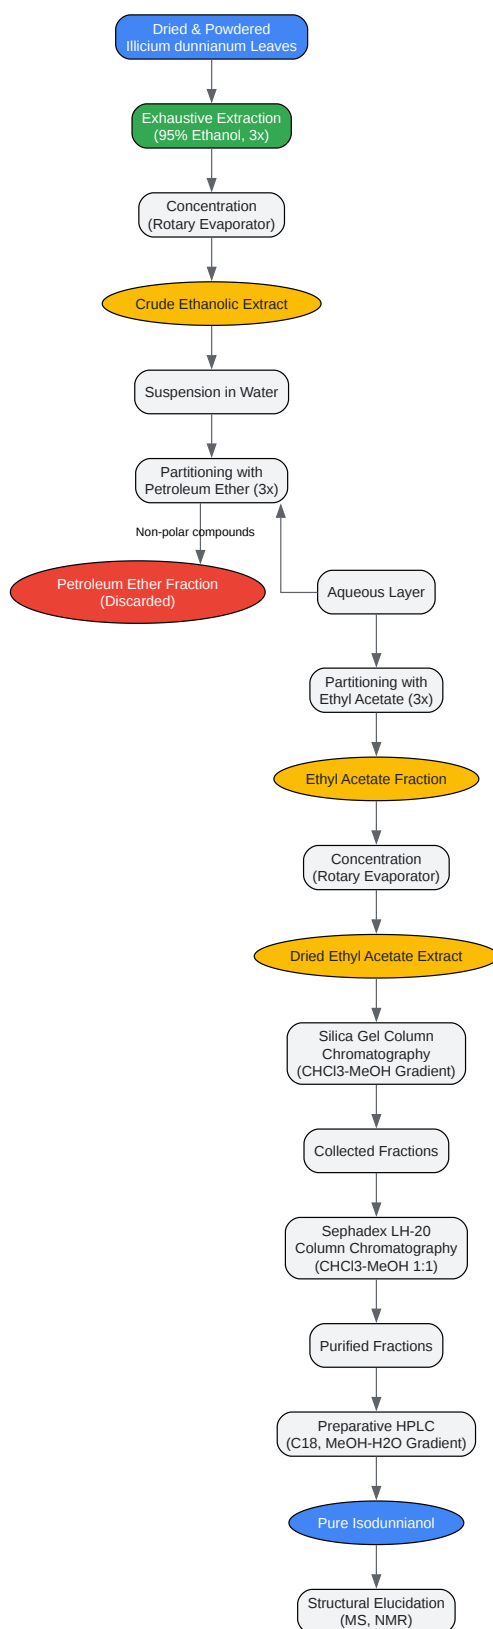 Dried & Powdered
Illicium dunnianum Leaves
Exhaustive Extraction
(95% Ethanol, 3x)
Concentration
(Rotary Evaporator)
Crude Ethanolic Extract
Suspension in Water
Partitioning with
Petroleum Ether (3x)
Non-polar compounds
Petroleum Ether Fraction
(Discarded)
Aqueous Layer
Partitioning with
Ethyl Acetate (3x)
Ethyl Acetate Fraction
Concentration
(Rotary Evaporator)
Dried Ethyl Acetate Extract
Silica Gel Column
Chromatography
(CHCl3-MeOH Gradient)
Collected Fractions
Sephadex LH-20
Column Chromatography
(CHCl3-MeOH 1:1)
Purified Fractions
Preparative HPLC
(C18, MeOH-H2O Gradient)
Pure Isodunnianol
Structural Elucidation
(MS, NMR)